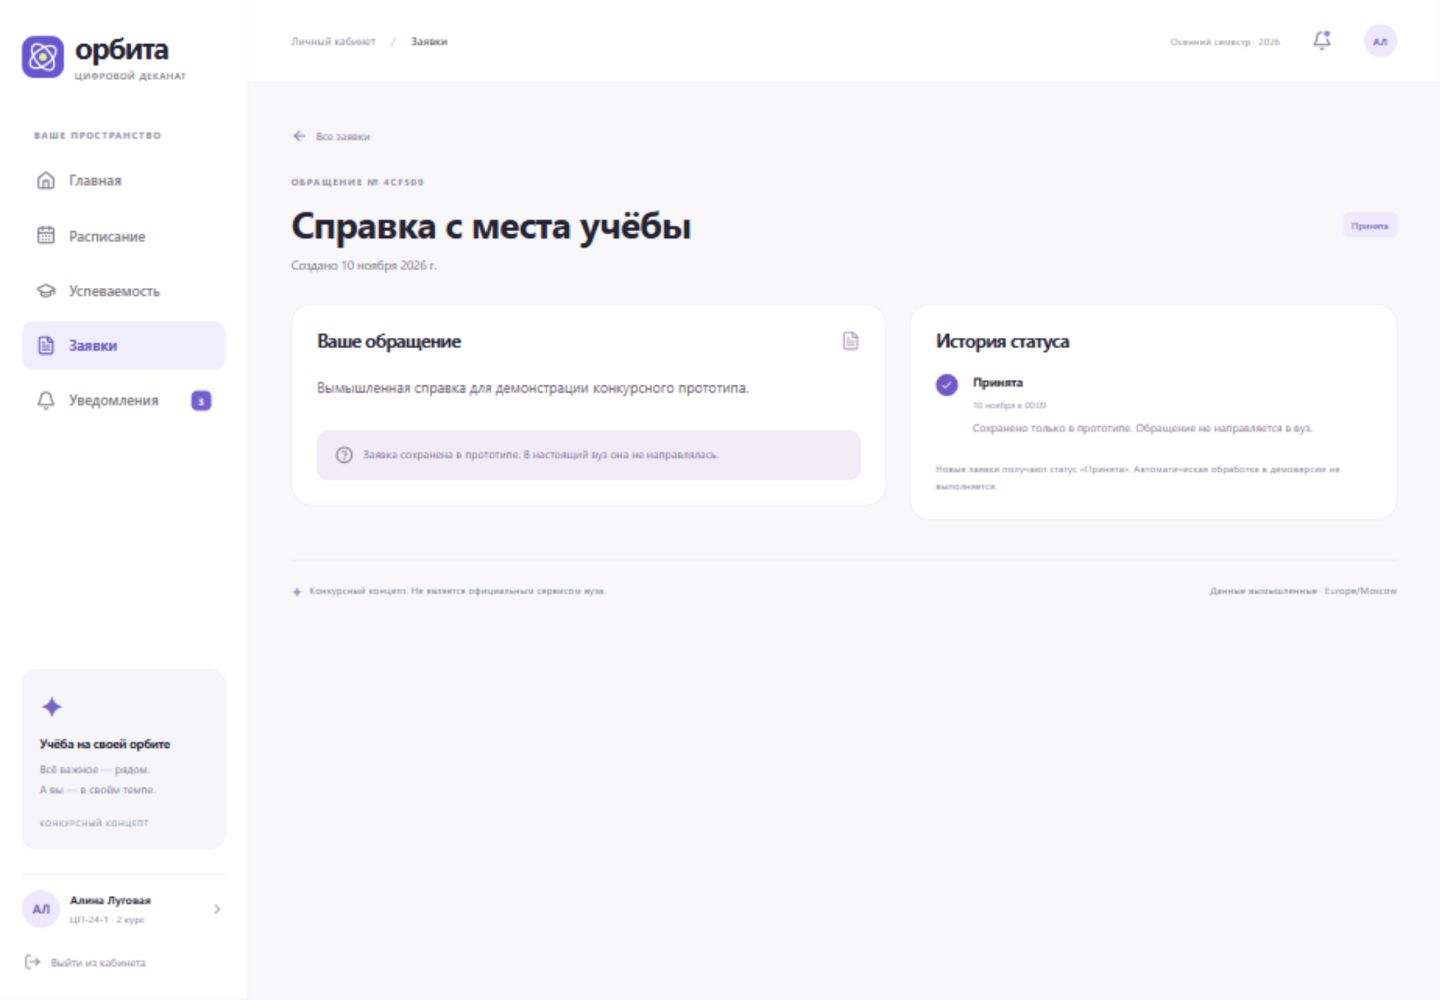 орбита
ЦИФРОВОЙ ДЕКАНАТ
ВАШЕ ПРОСТРАНСТВО
Главная
Расписание
Успеваемость
Заявки
Уведомления 3
Учёба на своей орбите
Всё важное — рядом.
А вы — в своём темпе.
КОНКУРСНЫЙ КОНЦЕПТ
АЛ
Алина Луговая
ЦП-24-1 · 2 курс
Выйти из кабинета
Личный кабинет / Заявки
Осенний семестр · 2026
АЛ
Все заявки
ОБРАЩЕНИЕ № 4CF509
Справка с места учёбы
Принята
Создано 10 ноября 2026 г.
Ваше обращение
Вымышленная справка для демонстрации конкурсного прототипа.
Заявка сохранена в прототипе. В настоящий вуз она не направлялась.
История статуса
Принята
10 ноября в 00:09
Сохранено только в прототипе. Обращение не направляется в вуз.
Новые заявки получают статус «Принята». Автоматическая обработка в демоверсии не
выполняется.
Конкурсный концепт. Не является официальным сервисом вуза.
Данные вымышленные · Europe/Moscow